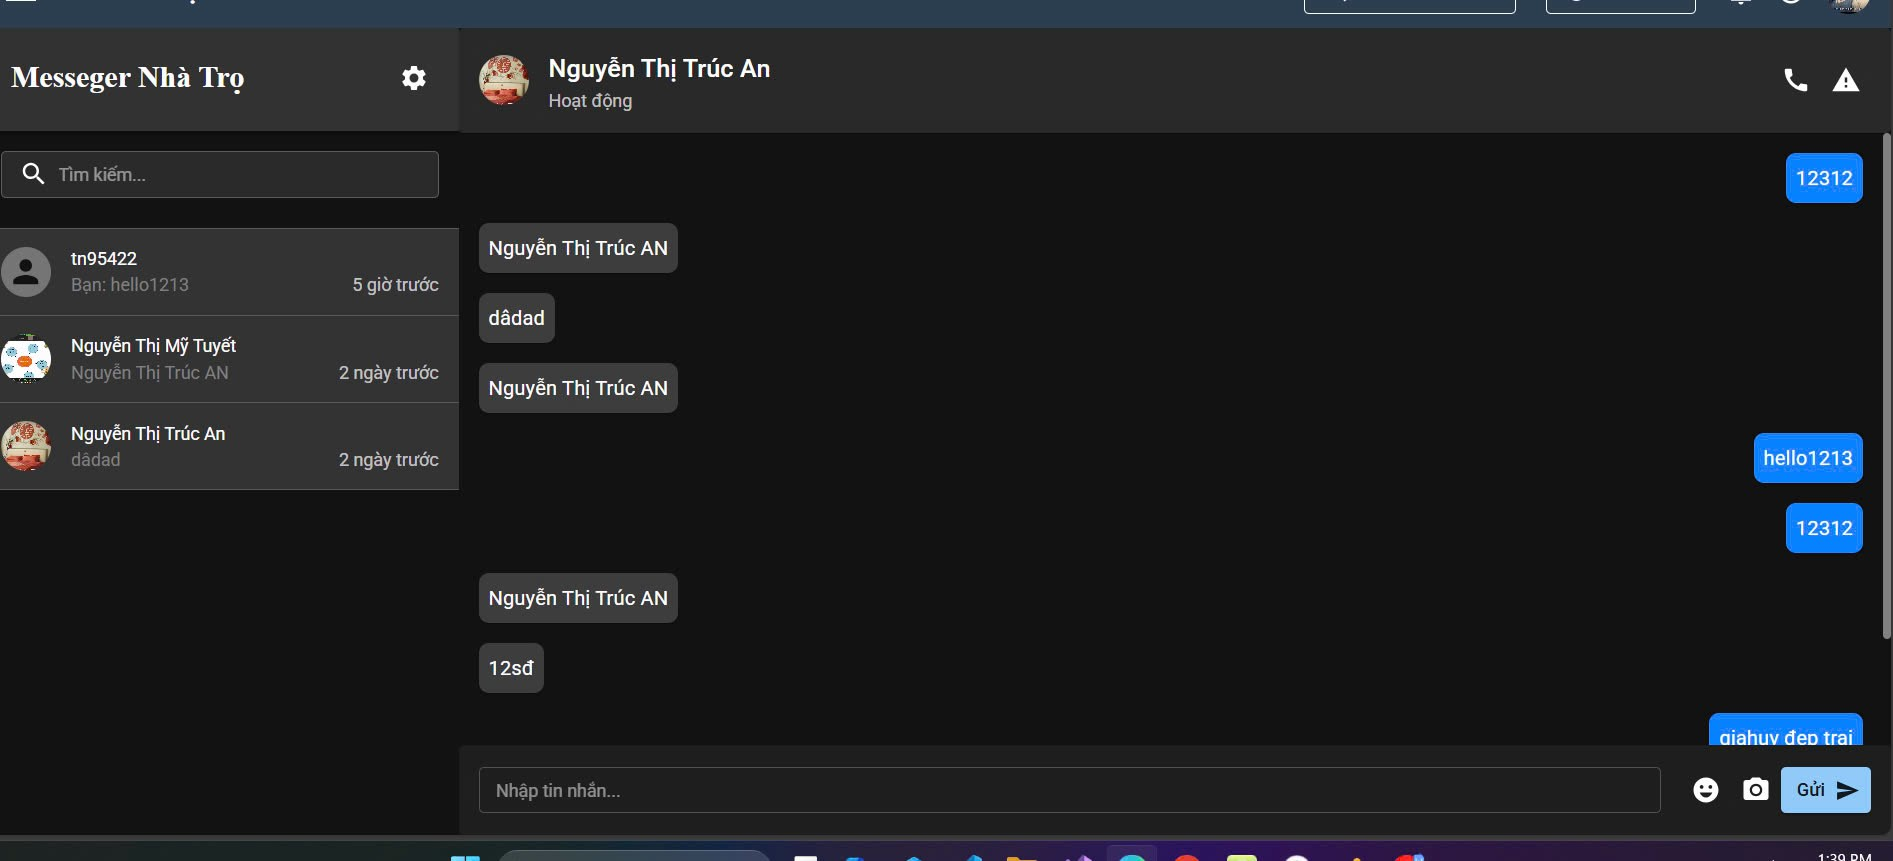 Messeger Nhà Trọ
Tìm kiếm...
tn95422
Bạn: hello1213
5 giờ trước
Nguyễn Thị Mỹ Tuyết
Nguyễn Thị Trúc AN
2 ngày trước
Nguyễn Thị Trúc An
dâdad
2 ngày trước
Nguyễn Thị Trúc An
Hoạt động
12312
Nguyễn Thị Trúc AN
dâdad
Nguyễn Thị Trúc AN
hello1213
12312
Nguyễn Thị Trúc AN
12sđ
giahuy đẹp trai
Nhập tin nhắn...
Gửi
1:39 PM